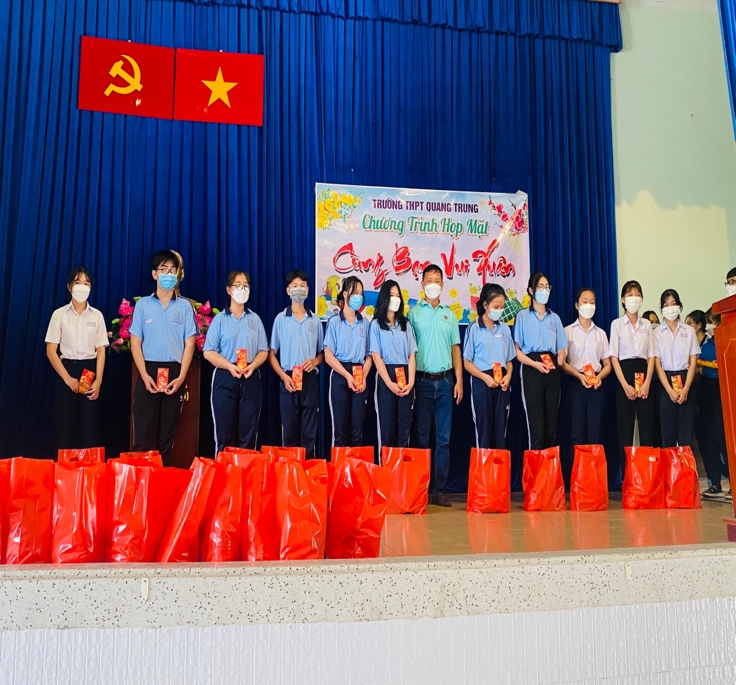 TRƯỜNG THPT QUANG TRUNG
Chương Trình Họp Mặt
Cùng Bạn Vui Xuân